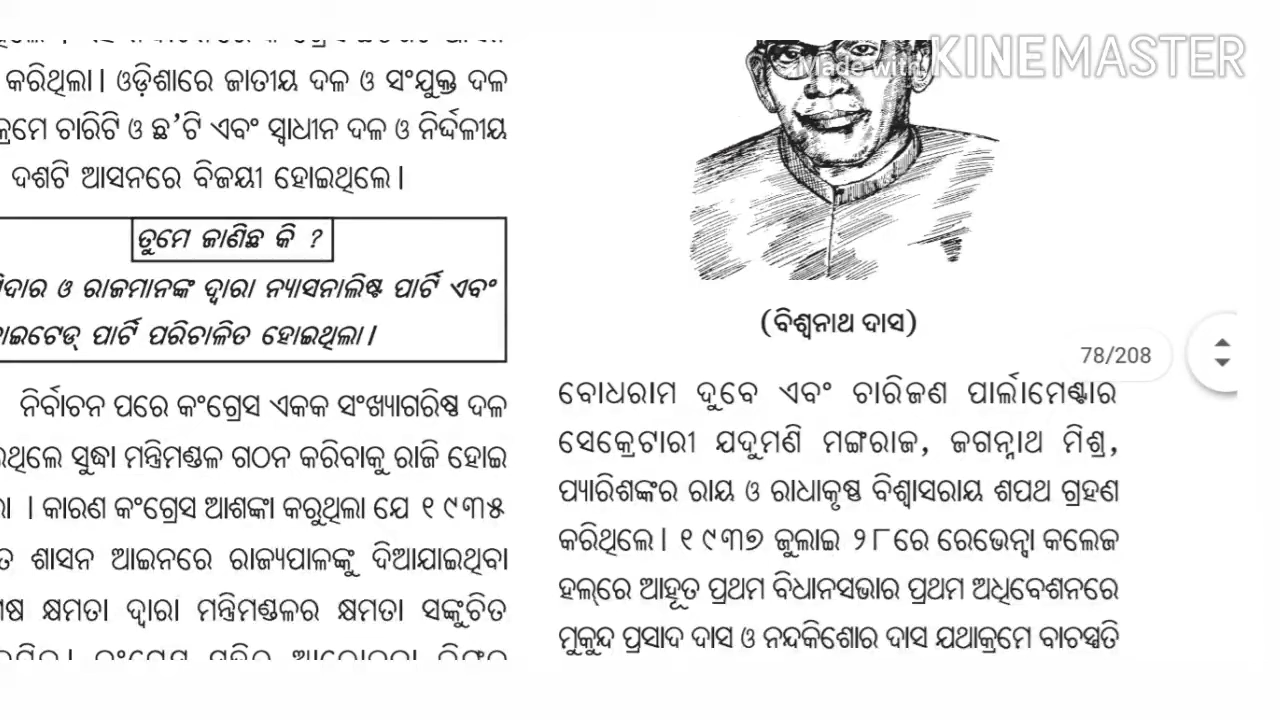 କରିଥିଲା। ଓଡ଼ିଶାରେ ଜାତୀୟ ଦଳ ଓ ସଂଯୁକ୍ତ ଦଳ
ଚାରିଟି ଓ ଛ'ଟି ଏବଂ ସ୍ୱାଧୀନ ଦଳ ଓ ନିର୍ଦ୍ଦଳୀୟ
ଦଶଟି ଆସନରେ ବିଜୟୀ ହୋଇଥିଲେ।
ତୁମେ ଜାଣିଛ କି ?
ଓ ରାଜମାନଙ୍କ ଦ୍ୱାରା ନ୍ୟାସନାଲିଷ୍ଟ ପାର୍ଟି ଏବଂ
ପାର୍ଟି ପରିଚାଳିତ ହୋଇଥିଲା।
ନିର୍ବାଚନ ପରେ କଂଗ୍ରେସ ଏକକ ସଂଖ୍ୟାଗରିଷ୍ଠ ଦଳ
ସୁଦ୍ଧା ମନ୍ତ୍ରିମଣ୍ଡଳ ଗଠନ କରିବାକୁ ରାଜି ହୋଇ
। କାରଣ କଂଗ୍ରେସ ଆଶଙ୍କା କରୁଥିଲା ଯେ ୧୯୩୫
ଶାସନ ଆଇନରେ ରାଜ୍ୟପାଳଙ୍କୁ ଦିଆଯାଇଥିବା
କ୍ଷମତା ଦ୍ୱାରା ମନ୍ତ୍ରିମଣ୍ଡଳର କ୍ଷମତା ସଙ୍କୁଚିତ
Made with KINEMASTER
(ବିଶ୍ୱନାଥ ଦାସ)
78/208
ବୋଧରାମ ଦୁବେ ଏବଂ ଚାରିଜଣ ପାର୍ଲାମେଣ୍ଟାର
ସେକ୍ରେଟାରୀ ଯଦୁମଣି ମଙ୍ଗରାଜ, ଜଗନ୍ନାଥ ମିଶ୍ର,
ପ୍ୟାରିଶଙ୍କର ରାୟ ଓ ରାଧାକୃଷ୍ଣ ବିଶ୍ୱାସରାୟ ଶପଥ ଗ୍ରହଣ
କରିଥିଲେ। ୧୯୩୭ ଜୁଲାଇ ୨୮ରେ ରେଭେନ୍ସା କଲେଜ
ହଲ୍‌ରେ ଆହୂତ ପ୍ରଥମ ବିଧାନସଭାର ପ୍ରଥମ ଅଧିବେଶନରେ
ମୁକୁନ୍ଦ ପ୍ରସାଦ ଦାସ ଓ ନନ୍ଦକିଶୋର ଦାସ ଯଥାକ୍ରମେ ବାଚସ୍ପତି